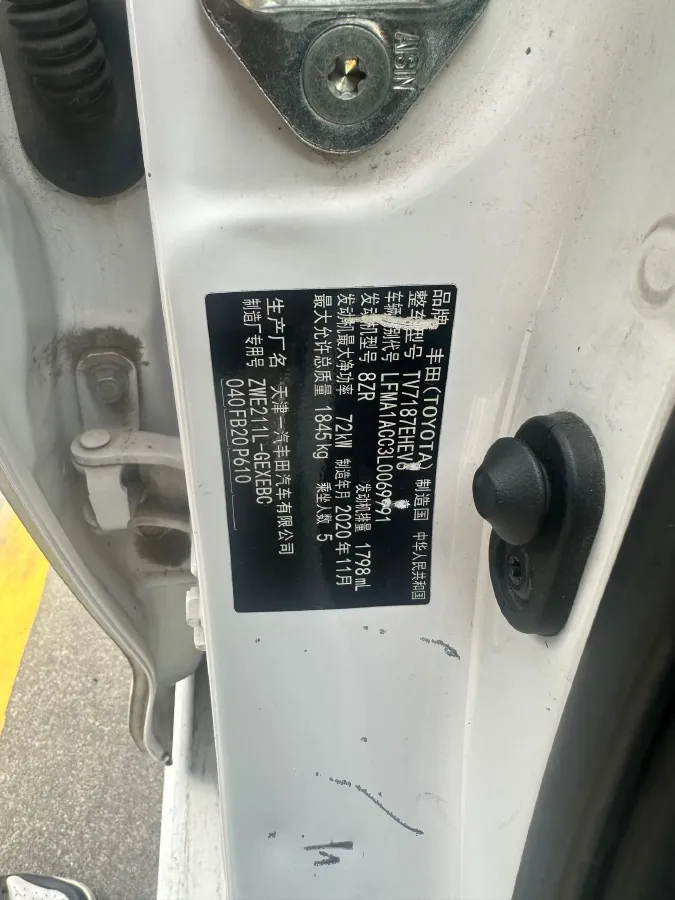 AISIN
品牌 丰田(TOYOTA) 制造国 中华人民共和国
整车型号 TV7187EHEV6
车辆识别代号 LFMA1ACC3L0069991
发动机型号 8ZR 发动机排量 1798 mL
发动机最大净功率 72kW 制造年月 2020年11月
最大允许总质量 1845kg 乘坐人数 5
生产厂名 天津一汽丰田汽车有限公司
制造厂专用号 ZWE211L-GEXEBC
040FB20P610